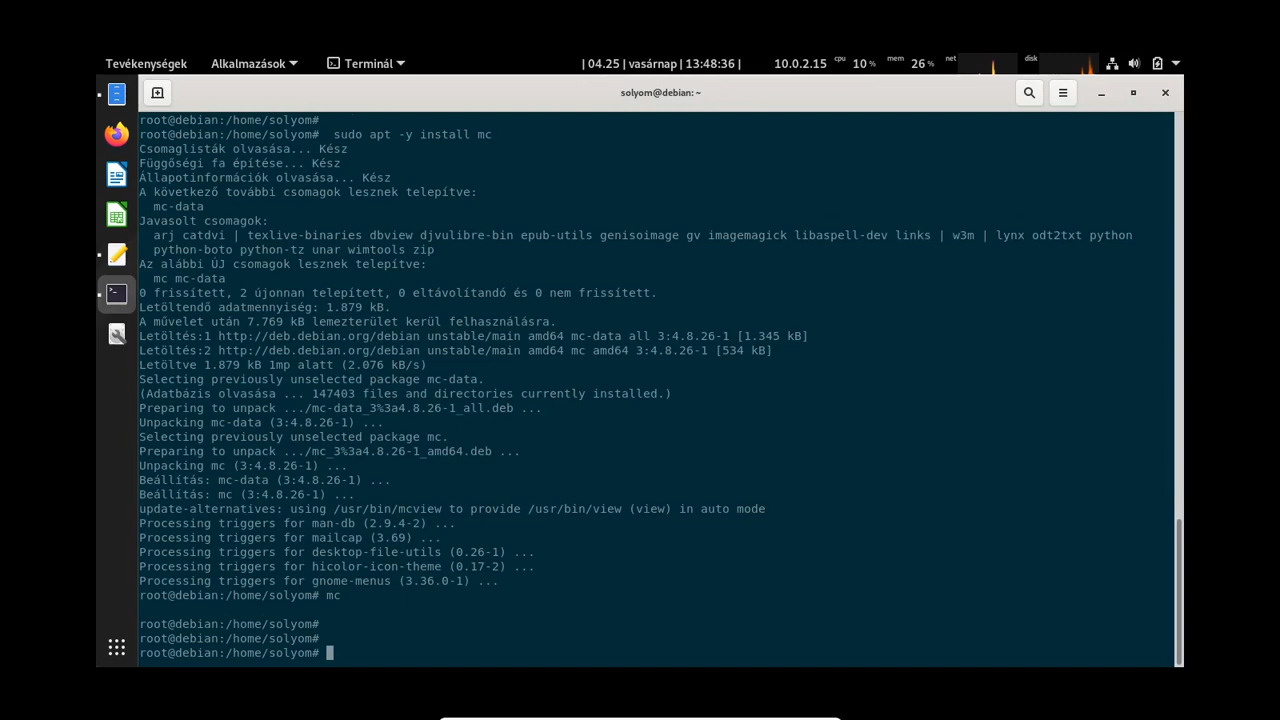 Tevékenységek Alkalmazások Terminál | 04.25 | vasárnap | 13:48:36 | 10.0.2.15 cpu 10 % mem 26 % net disk
solyom@debian: ~
root@debian:/home/solyom#
root@debian:/home/solyom#  sudo apt -y install mc
Csomaglisták olvasása... Kész
Függőségi fa építése... Kész
Állapotinformációk olvasása... Kész
A következő további csomagok lesznek telepítve:
  mc-data
Javasolt csomagok:
  arj catdvi | texlive-binaries dbview djvulibre-bin epub-utils genisoimage gv imagemagick libaspell-dev links | w3m | lynx odt2txt python
  python-boto python-tz unar wimtools zip
Az alábbi ÚJ csomagok lesznek telepítve:
  mc mc-data
0 frissített, 2 újonnan telepített, 0 eltávolítandó és 0 nem frissített.
Letöltendő adatmennyiség: 1.879 kB.
A művelet után 7.769 kB lemezterület kerül felhasználásra.
Letöltés:1 http://deb.debian.org/debian unstable/main amd64 mc-data all 3:4.8.26-1 [1.345 kB]
Letöltés:2 http://deb.debian.org/debian unstable/main amd64 mc amd64 3:4.8.26-1 [534 kB]
Letöltve 1.879 kB 1mp alatt (2.076 kB/s)
Selecting previously unselected package mc-data.
(Adatbázis olvasása ... 147403 files and directories currently installed.)
Preparing to unpack .../mc-data_3%3a4.8.26-1_all.deb ...
Unpacking mc-data (3:4.8.26-1) ...
Selecting previously unselected package mc.
Preparing to unpack .../mc_3%3a4.8.26-1_amd64.deb ...
Unpacking mc (3:4.8.26-1) ...
Beállítás: mc-data (3:4.8.26-1) ...
Beállítás: mc (3:4.8.26-1) ...
update-alternatives: using /usr/bin/mcview to provide /usr/bin/view (view) in auto mode
Processing triggers for man-db (2.9.4-2) ...
Processing triggers for mailcap (3.69) ...
Processing triggers for desktop-file-utils (0.26-1) ...
Processing triggers for hicolor-icon-theme (0.17-2) ...
Processing triggers for gnome-menus (3.36.0-1) ...
root@debian:/home/solyom# mc
root@debian:/home/solyom#
root@debian:/home/solyom#
root@debian:/home/solyom#